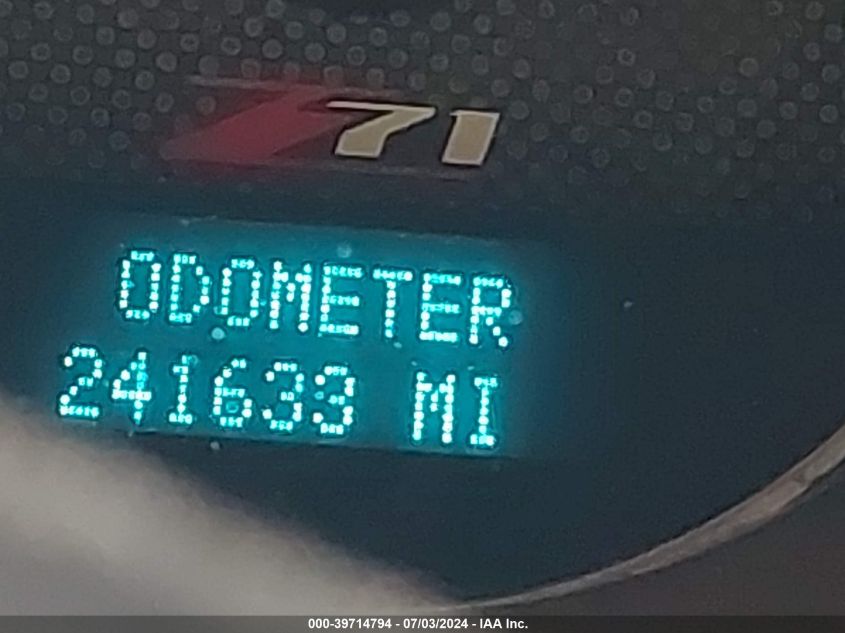 Z71
ODOMETER
241633 MI
000-39714794 - 07/03/2024 - IAA Inc.